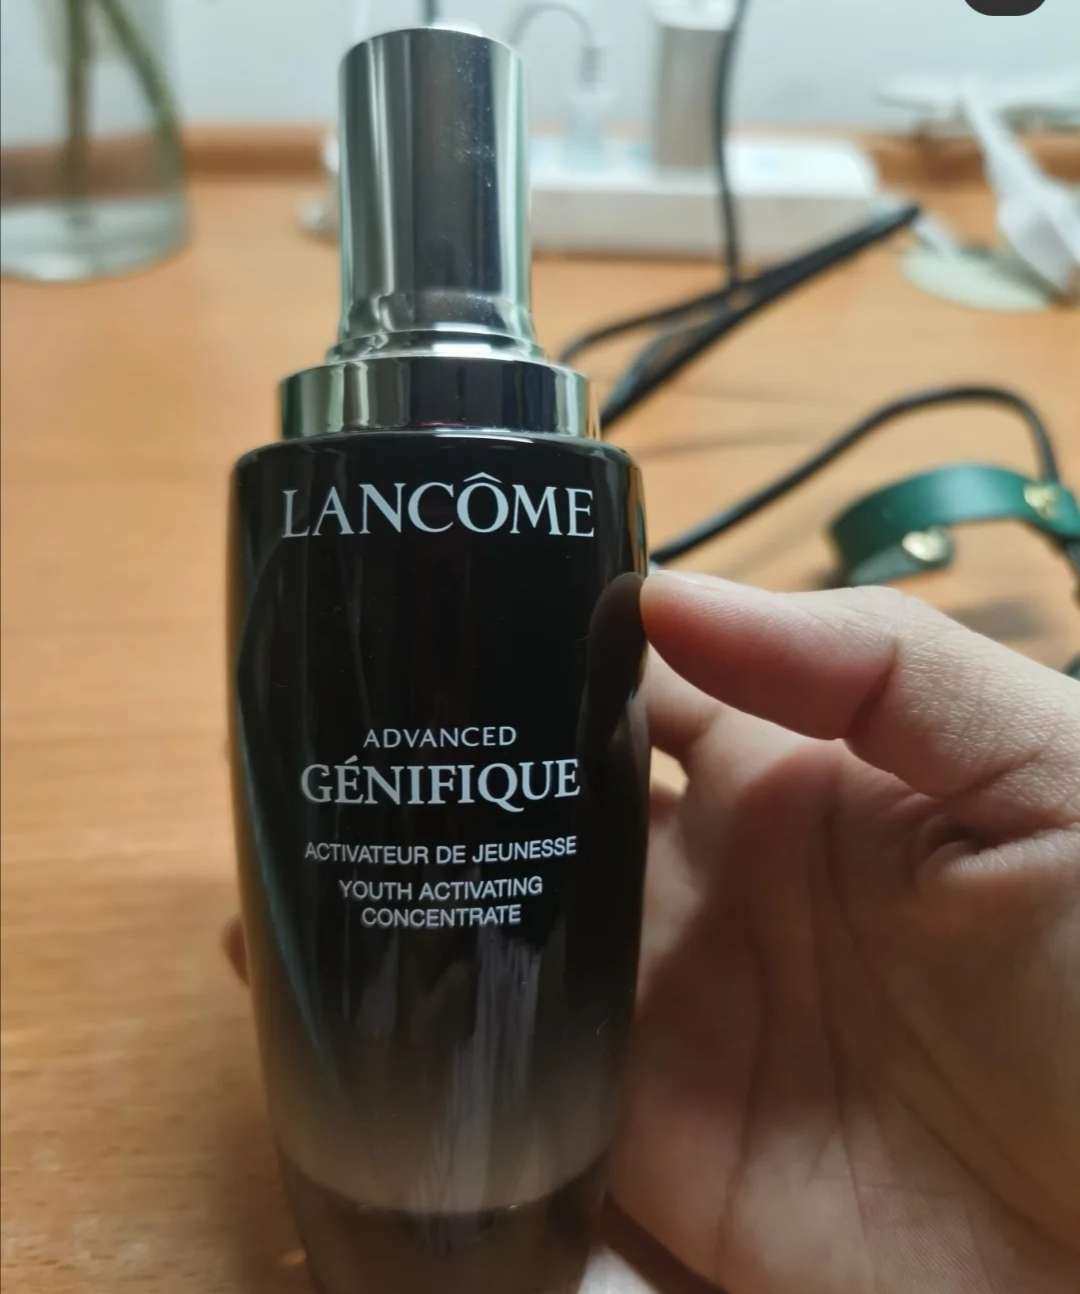 LANCÔME
ADVANCED
GÉNIFIQUE
ACTIVATEUR DE JEUNESSE
YOUTH ACTIVATING
CONCENTRATE